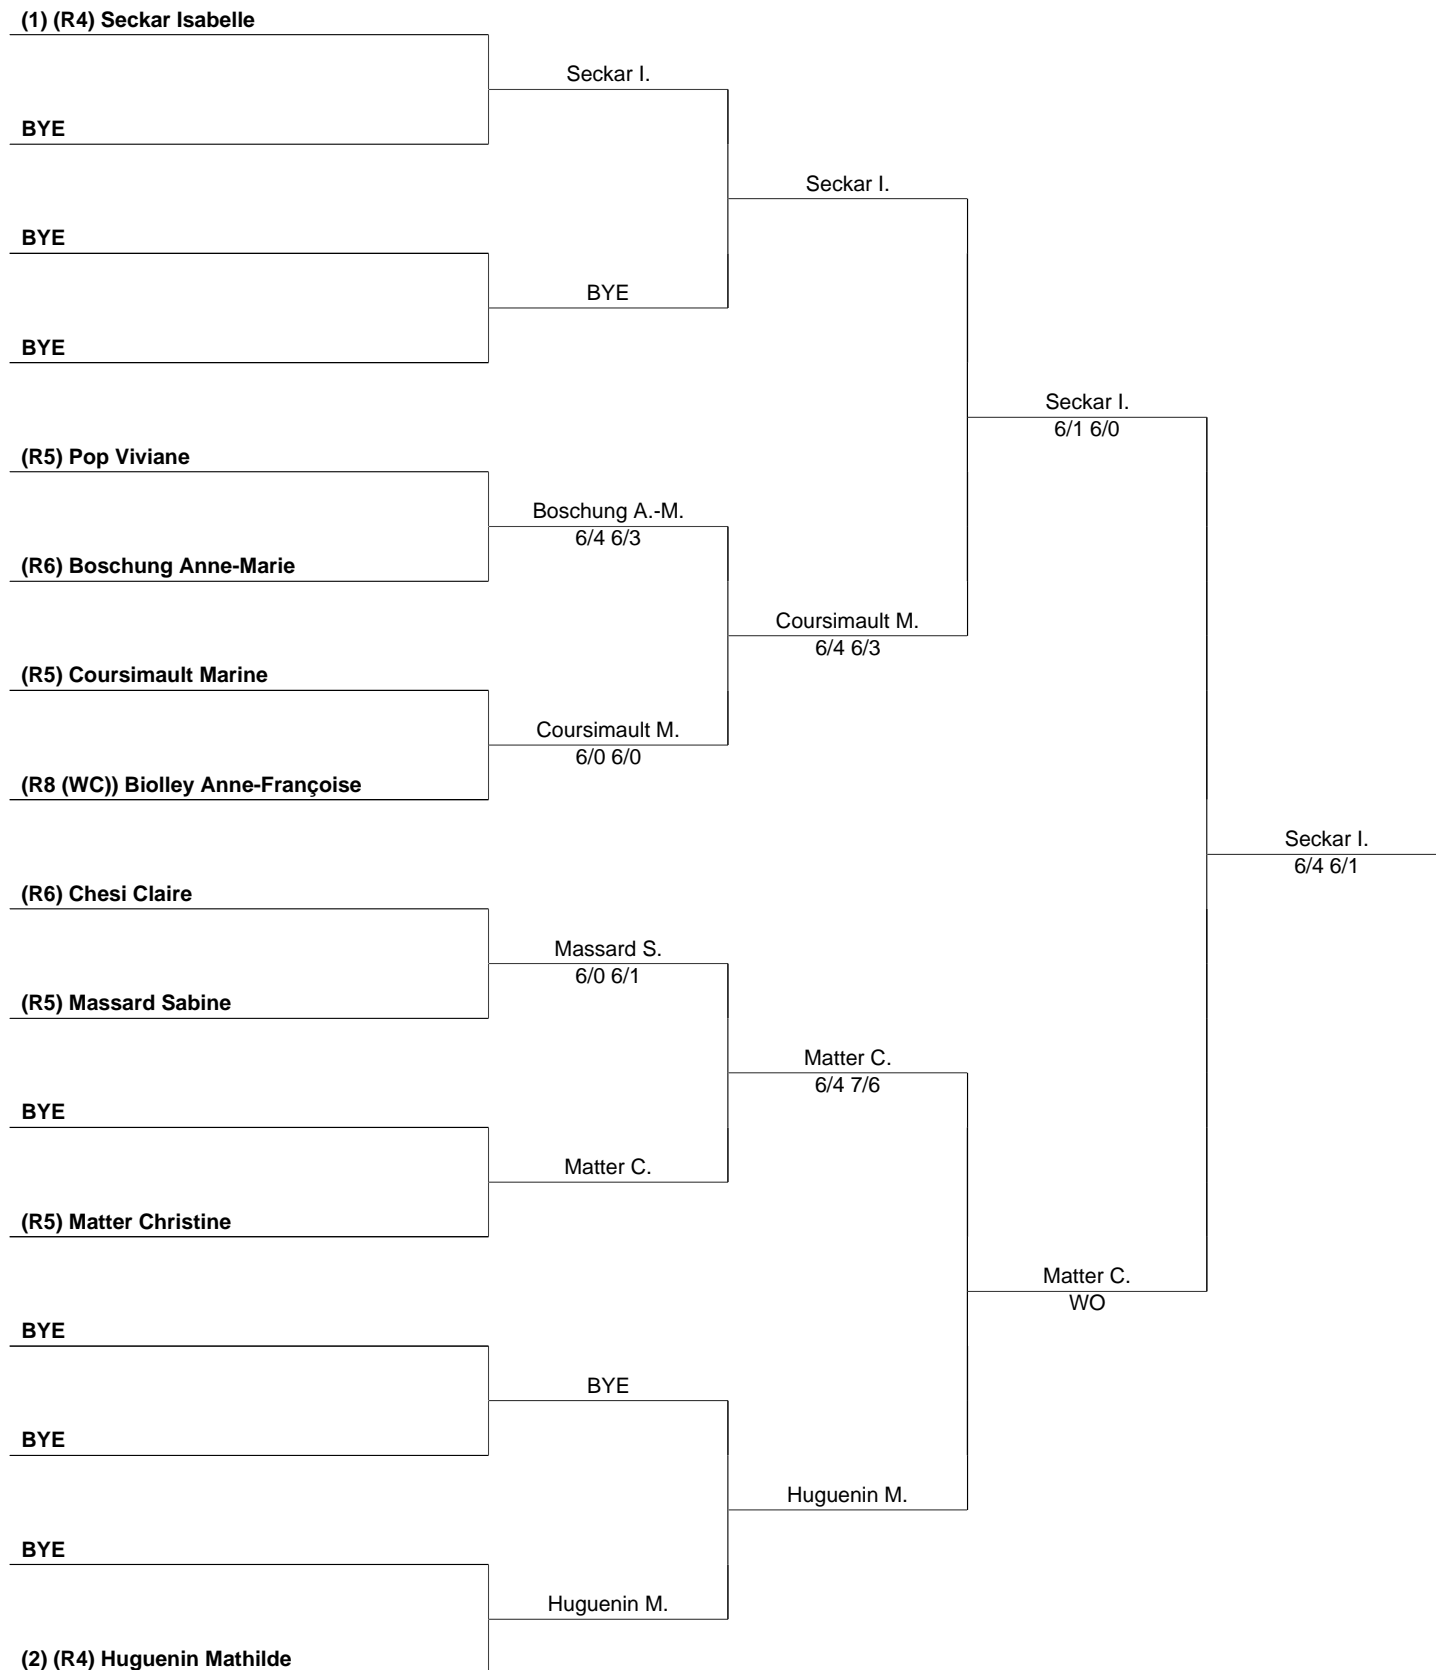 (1) (R4) Seckar Isabelle
Seckar I.
BYE
Seckar I.
BYE
BYE
BYE
Seckar I.
6/1 6/0
(R5) Pop Viviane
Boschung A.-M.
6/4 6/3
(R6) Boschung Anne-Marie
Coursimault M.
6/4 6/3
(R5) Coursimault Marine
Coursimault M.
6/0 6/0
(R8 (WC)) Biolley Anne-Françoise
Seckar I.
6/4 6/1
(R6) Chesi Claire
Massard S.
6/0 6/1
(R5) Massard Sabine
Matter C.
6/4 7/6
BYE
Matter C.
(R5) Matter Christine
Matter C.
WO
BYE
BYE
BYE
Huguenin M.
BYE
Huguenin M.
(2) (R4) Huguenin Mathilde